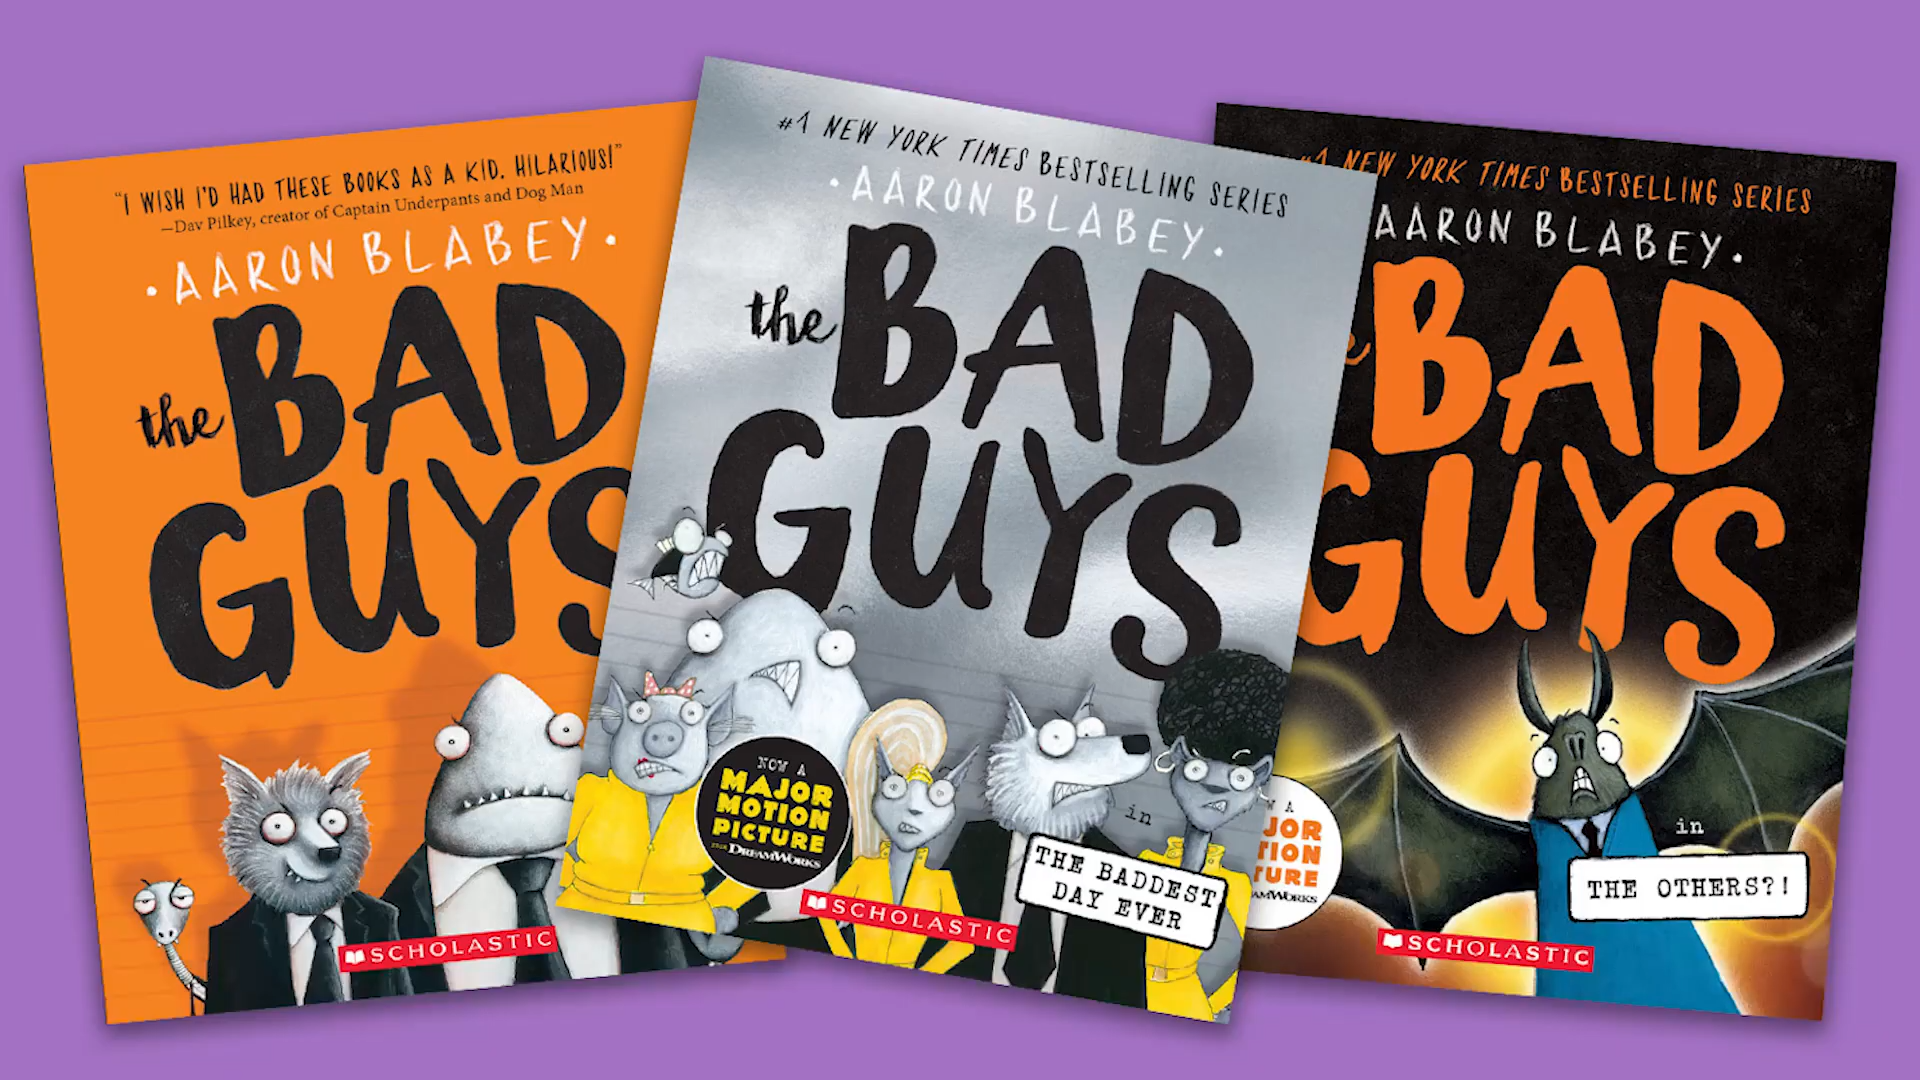 “I WISH I’D HAD THESE BOOKS AS A KID. HILARIOUS!”
—Dav Pilkey, creator of Captain Underpants and Dog Man
· AARON BLABEY ·
the BAD
GUYS
SCHOLASTIC
#1 NEW YORK TIMES BESTSELLING SERIES
· AARON BLABEY ·
the BAD
GUYS
NOW A
MAJOR
MOTION
PICTURE
FROM DREAMWORKS
in
THE BADDEST
DAY EVER
SCHOLASTIC
#1 NEW YORK TIMES BESTSELLING SERIES
AARON BLABEY ·
BAD
GUYS
in
THE OTHERS?!
SCHOLASTIC